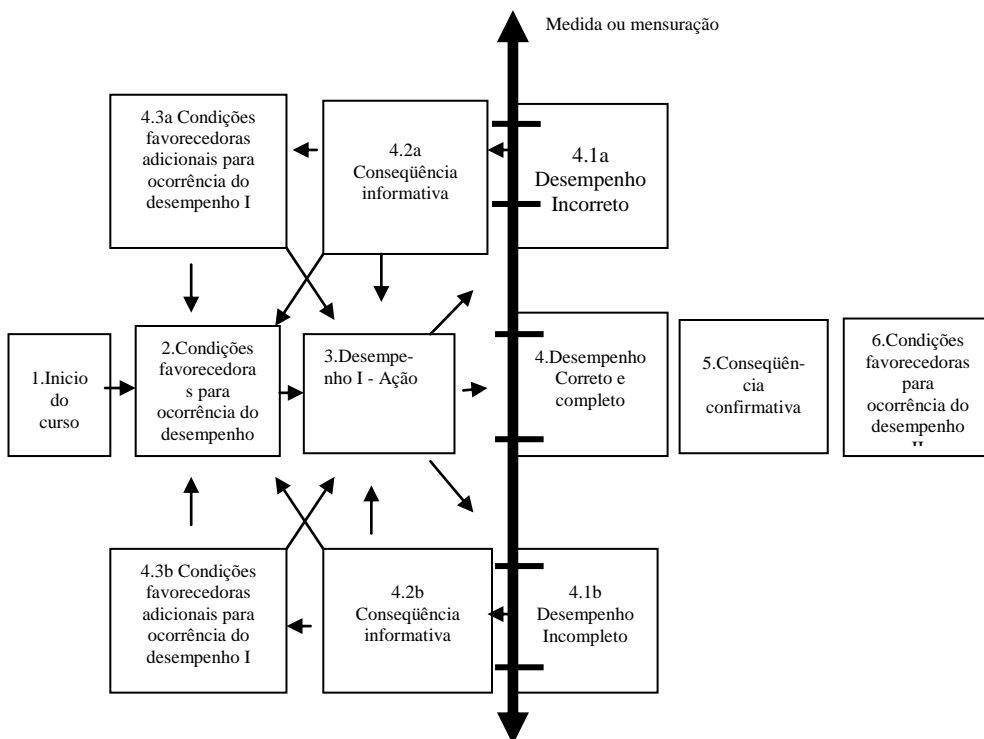 Medida ou mensuração
4.3a Condições
favorecedoras
adicionais para
ocorrência do
desempenho I
4.2a
Conseqüência
informativa
4.1a
Desempenho
Incorreto
1.Inicio
do
curso
2.Condições
favorecedora
s para
ocorrência do
desempenho
3.Desempe-
nho I - Ação
4.Desempenho
Correto e
completo
5.Conseqüên-
cia
confirmativa
6.Condições
favorecedoras
para
ocorrência do
desempenho
II
4.3b Condições
favorecedoras
adicionais para
ocorrência do
desempenho I
4.2b
Conseqüência
informativa
4.1b
Desempenho
Incompleto